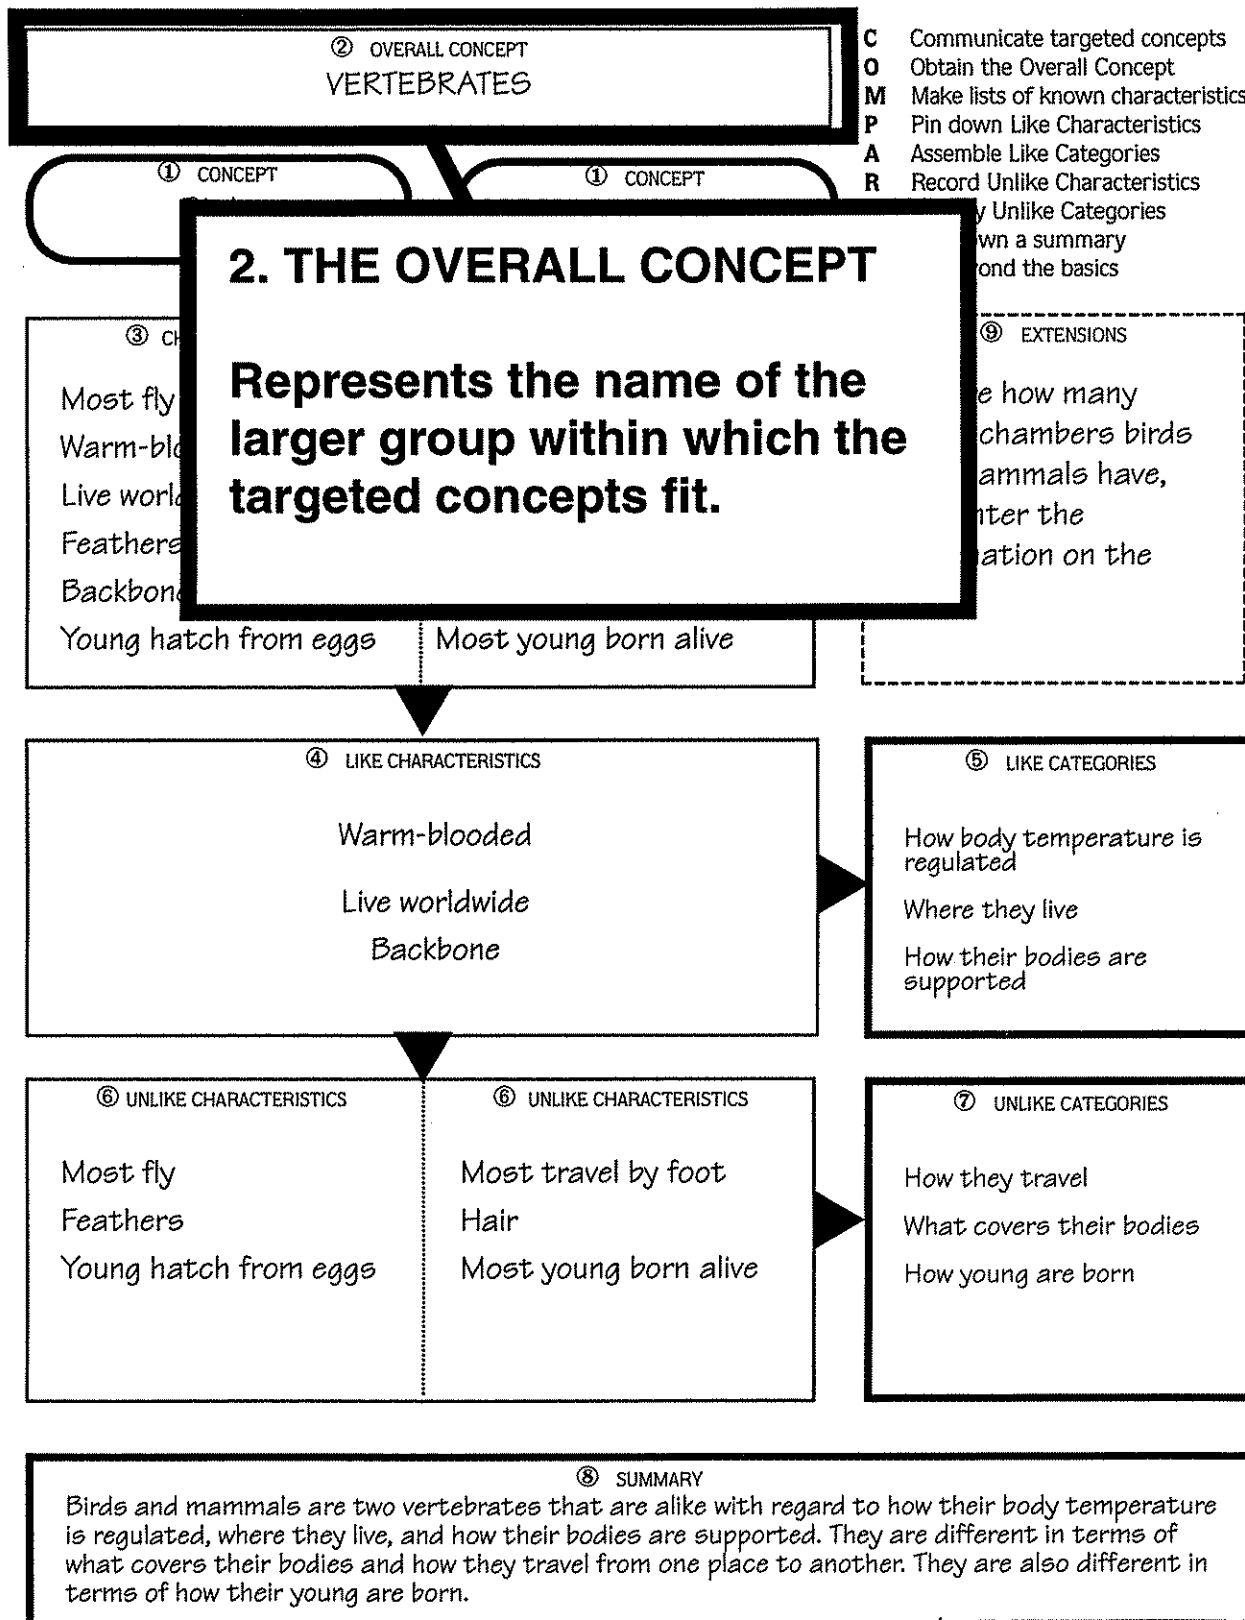 ② OVERALL CONCEPT
VERTEBRATES
C Communicate targeted concepts
O Obtain the Overall Concept
M Make lists of known characteristics
P Pin down Like Characteristics
A Assemble Like Categories
R Record Unlike Characteristics
Unlike Categories
a summary
the basics
① CONCEPT
① CONCEPT
2. THE OVERALL CONCEPT
Represents the name of the
larger group within which the
targeted concepts fit.
③
Most fly
Live
Feathers
Young hatch from eggs
Most young born alive
⑨ EXTENSIONS
how many
chambers birds
have,
the
on the
④ LIKE CHARACTERISTICS
Warm-blooded
Live worldwide
Backbone
⑤ LIKE CATEGORIES
How body temperature is
regulated
Where they live
How their bodies are
supported
⑥ UNLIKE CHARACTERISTICS
Most fly
Feathers
Young hatch from eggs
⑥ UNLIKE CHARACTERISTICS
Most travel by foot
Hair
Most young born alive
⑦ UNLIKE CATEGORIES
How they travel
What covers their bodies
How young are born
⑧ SUMMARY
Birds and mammals are two vertebrates that are alike with regard to how their body temperature
is regulated, where they live, and how their bodies are supported. They are different in terms of
what covers their bodies and how they travel from one place to another. They are also different in
terms of how their young are born.